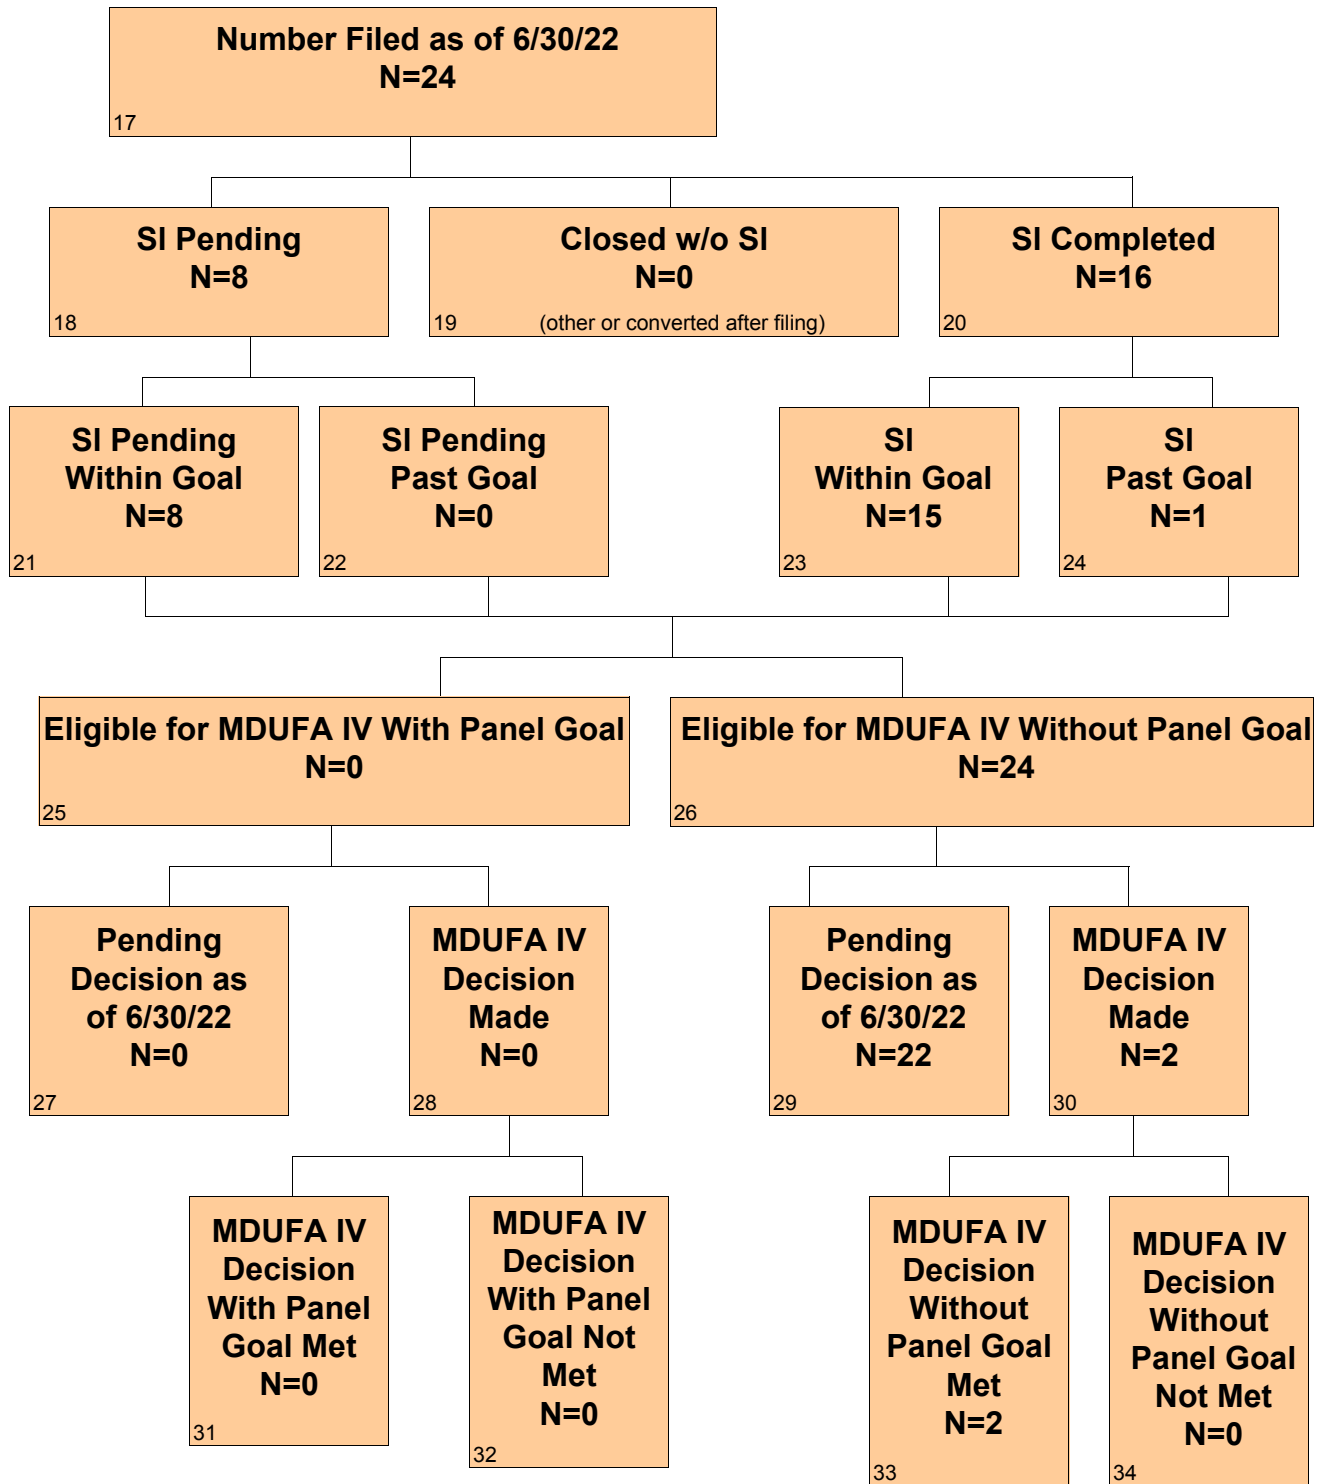 Number Filed as of 6/30/22
N=24
17
SI Pending
N=8
18
Closed w/o SI
N=0
19 (other or converted after filing)
SI Completed
N=16
20
SI Pending
Within Goal
N=8
21
SI Pending
Past Goal
N=0
22
SI
Within Goal
N=15
23
SI
Past Goal
N=1
24
Eligible for MDUFA IV With Panel Goal
N=0
25
Eligible for MDUFA IV Without Panel Goal
N=24
26
Pending
Decision as
of 6/30/22
N=0
27
MDUFA IV
Decision
Made
N=0
28
Pending
Decision as
of 6/30/22
N=22
29
MDUFA IV
Decision
Made
N=2
30
MDUFA IV
Decision
With Panel
Goal Met
N=0
31
MDUFA IV
Decision
With Panel
Goal Not
Met
N=0
32
MDUFA IV
Decision
Without
Panel Goal
Met
N=2
33
MDUFA IV
Decision
Without
Panel Goal
Not Met
N=0
34